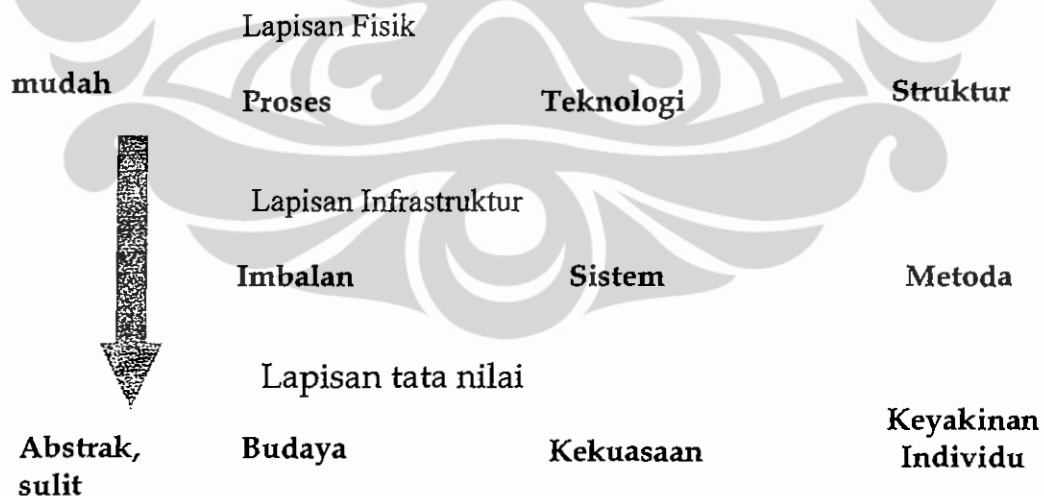 Lapisan Fisik
mudah
Proses Teknologi Struktur
Lapisan Infrastruktur
Imbalan Sistem Metoda
Lapisan tata nilai
Abstrak,
sulit
Budaya Kekuasaan Keyakinan
Individu